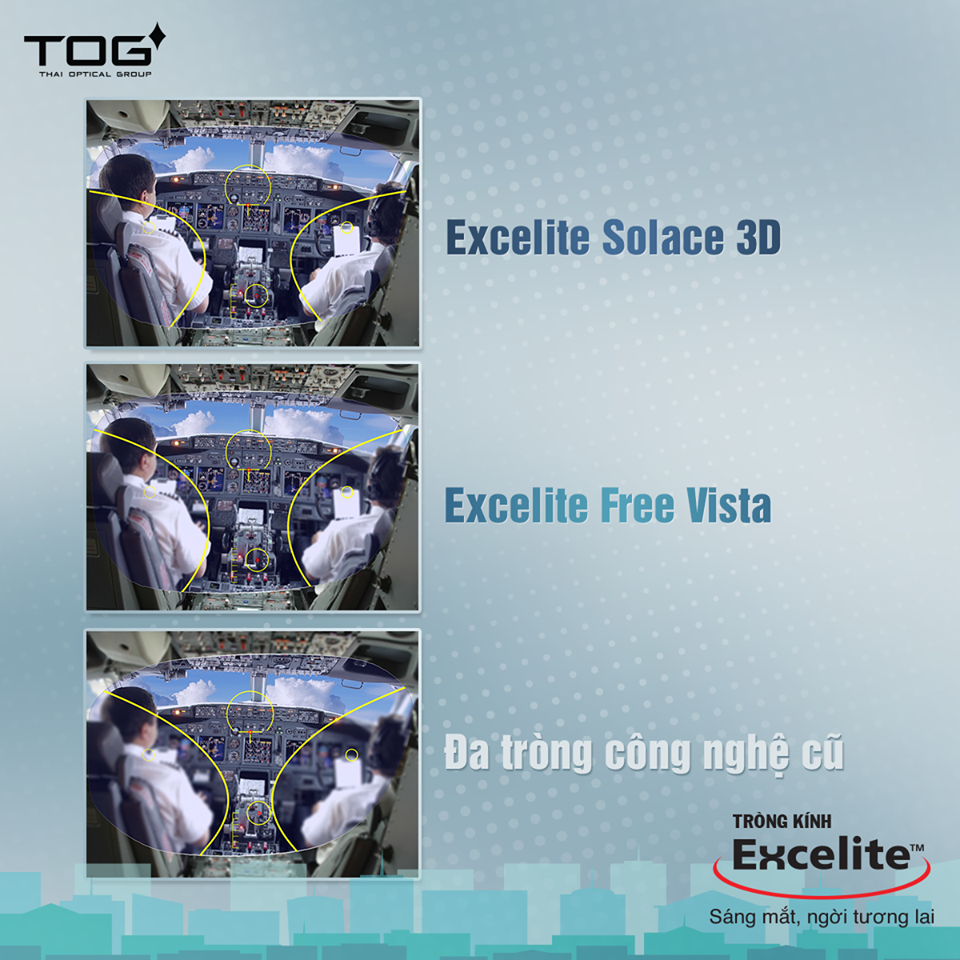 TOG
THAI OPTICAL GROUP
Excelite Solace 3D
Excelite Free Vista
Đa tròng công nghệ cũ
TRÒNG KÍNH
Excelite™
Sáng mắt, ngời tương lai